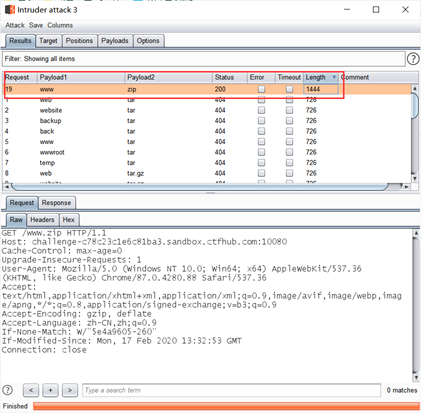 Intruder attack 3
Attack Save Columns
Results Target Positions Payloads Options
Filter: Showing all items
Request Payload1 Payload2 Status Error Timeout Length Comment
19 www zip 200 1444
1 web tar 404 726
2 website tar 404 726
3 backup tar 404 726
4 back tar 404 726
5 www tar 404 726
6 wwwroot tar 404 726
7 temp tar 404 726
8 web tar.gz 404 726
Request Response
Raw Headers Hex
GET /www.zip HTTP/1.1
Host: challenge-c78c23c1e6c81ba3.sandbox.ctfhub.com:10080
Cache-Control: max-age=0
Upgrade-Insecure-Requests: 1
User-Agent: Mozilla/5.0 (Windows NT 10.0; Win64; x64) AppleWebKit/537.36
(KHTML, like Gecko) Chrome/87.0.4280.88 Safari/537.36
Accept:
text/html,application/xhtml+xml,application/xml;q=0.9,image/avif,image/webp,imag
e/apng,*/*;q=0.8,application/signed-exchange;v=b3;q=0.9
Accept-Encoding: gzip, deflate
Accept-Language: zh-CN,zh;q=0.9
If-None-Match: W/"5e4a9605-260"
If-Modified-Since: Mon, 17 Feb 2020 13:32:53 GMT
Connection: close
? < + > Type a search term 0 matches
Finished